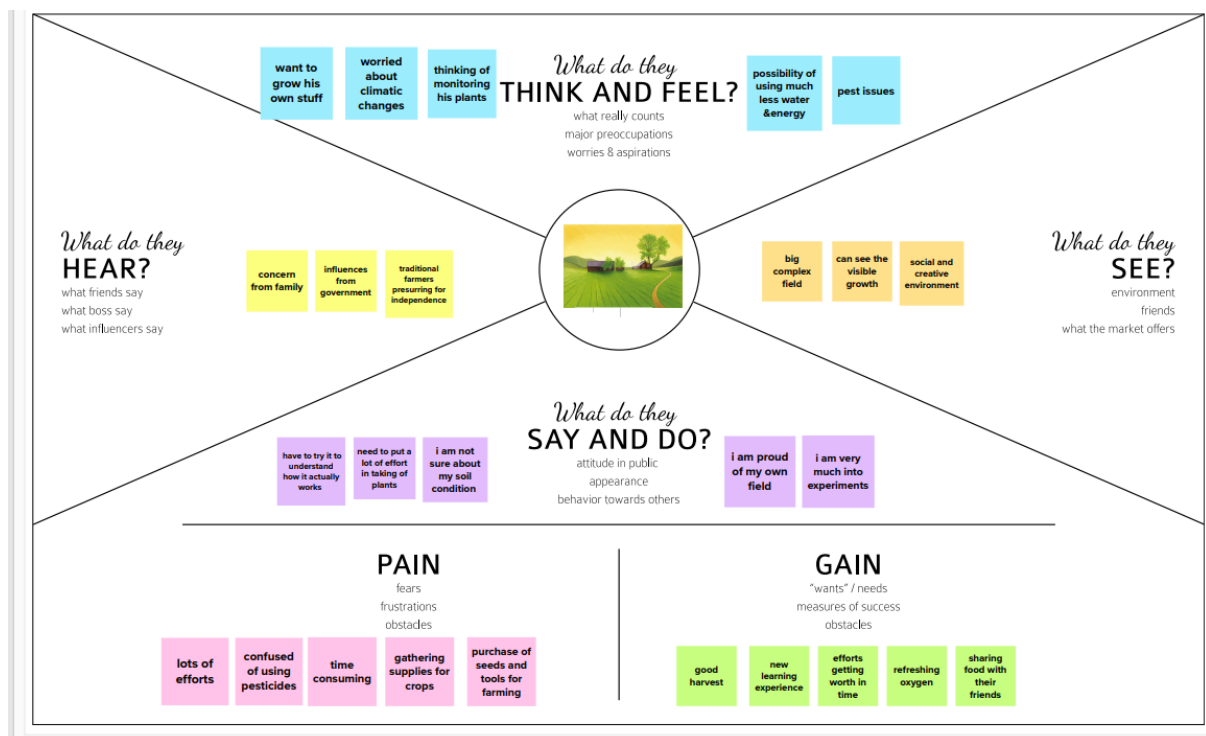 What do they
THINK AND FEEL?
what really counts
major preoccupations
worries & aspirations
want to
grow his
own stuff
worried
about
climatic
changes
thinking of
monitoring
his plants
possibility of
using much
less water
&energy
pest issues
What do they
HEAR?
what friends say
what boss say
what influencers say
concern
from family
influences
from
government
traditional
farmers
presurring for
independence
big
complex
field
can see the
visible
growth
social and
creative
environment
What do they
SEE?
environment
friends
what the market offers
What do they
SAY AND DO?
attitude in public
appearance
behavior towards others
have to try it to
understand
how it actually
works
need to put a
lot of effort
in taking of
plants
i am not
sure about
my soil
condition
i am proud
of my own
field
i am very
much into
experiments
PAIN
fears
frustrations
obstacles
lots of
efforts
confused
of using
pesticides
time
consuming
gathering
supplies for
crops
purchase of
seeds and
tools for
farming
GAIN
"wants" / needs
measures of success
obstacles
good
harvest
new
learning
experience
efforts
getting
worth in
time
refreshing
oxygen
sharing
food with
their
friends